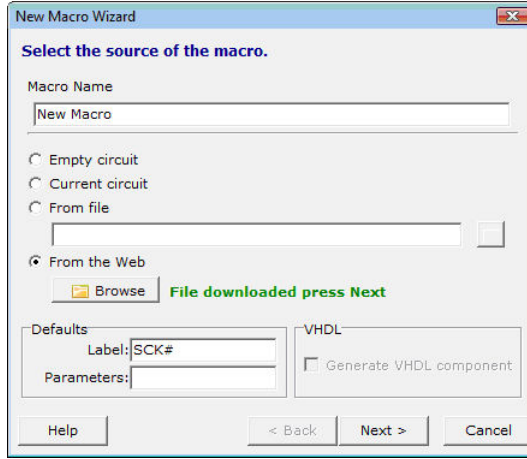 New Macro Wizard
Select the source of the macro.
Macro Name
New Macro
Empty circuit
Current circuit
From file
From the Web
Browse File downloaded press Next
Defaults VHDL
Label: SCK#
Parameters: Generate VHDL component
Help < Back Next > Cancel